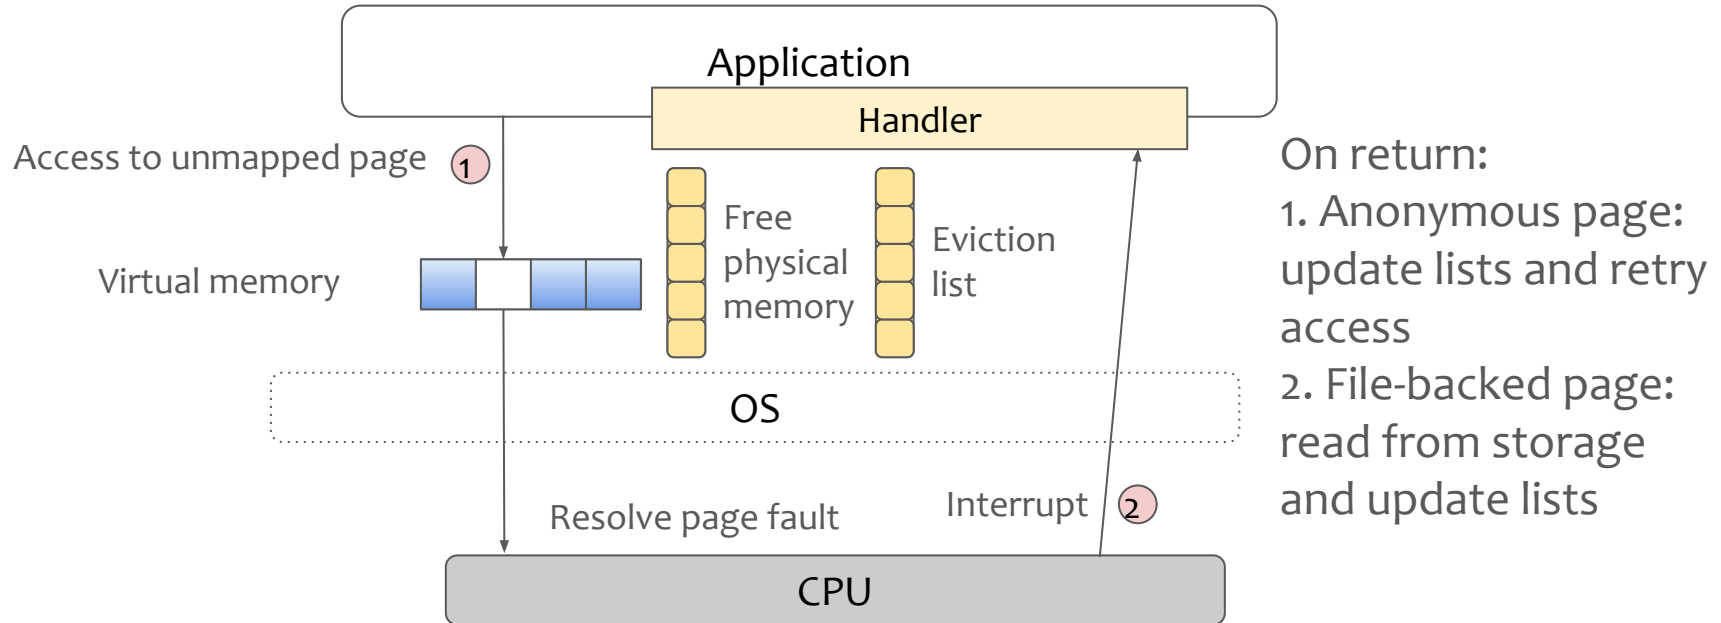 Application
Handler
Access to unmapped page
1
Virtual memory
Free
physical
memory
Eviction
list
OS
Resolve page fault
Interrupt
2
CPU
On return:
1. Anonymous page:
update lists and retry
access
2. File-backed page:
read from storage
and update lists